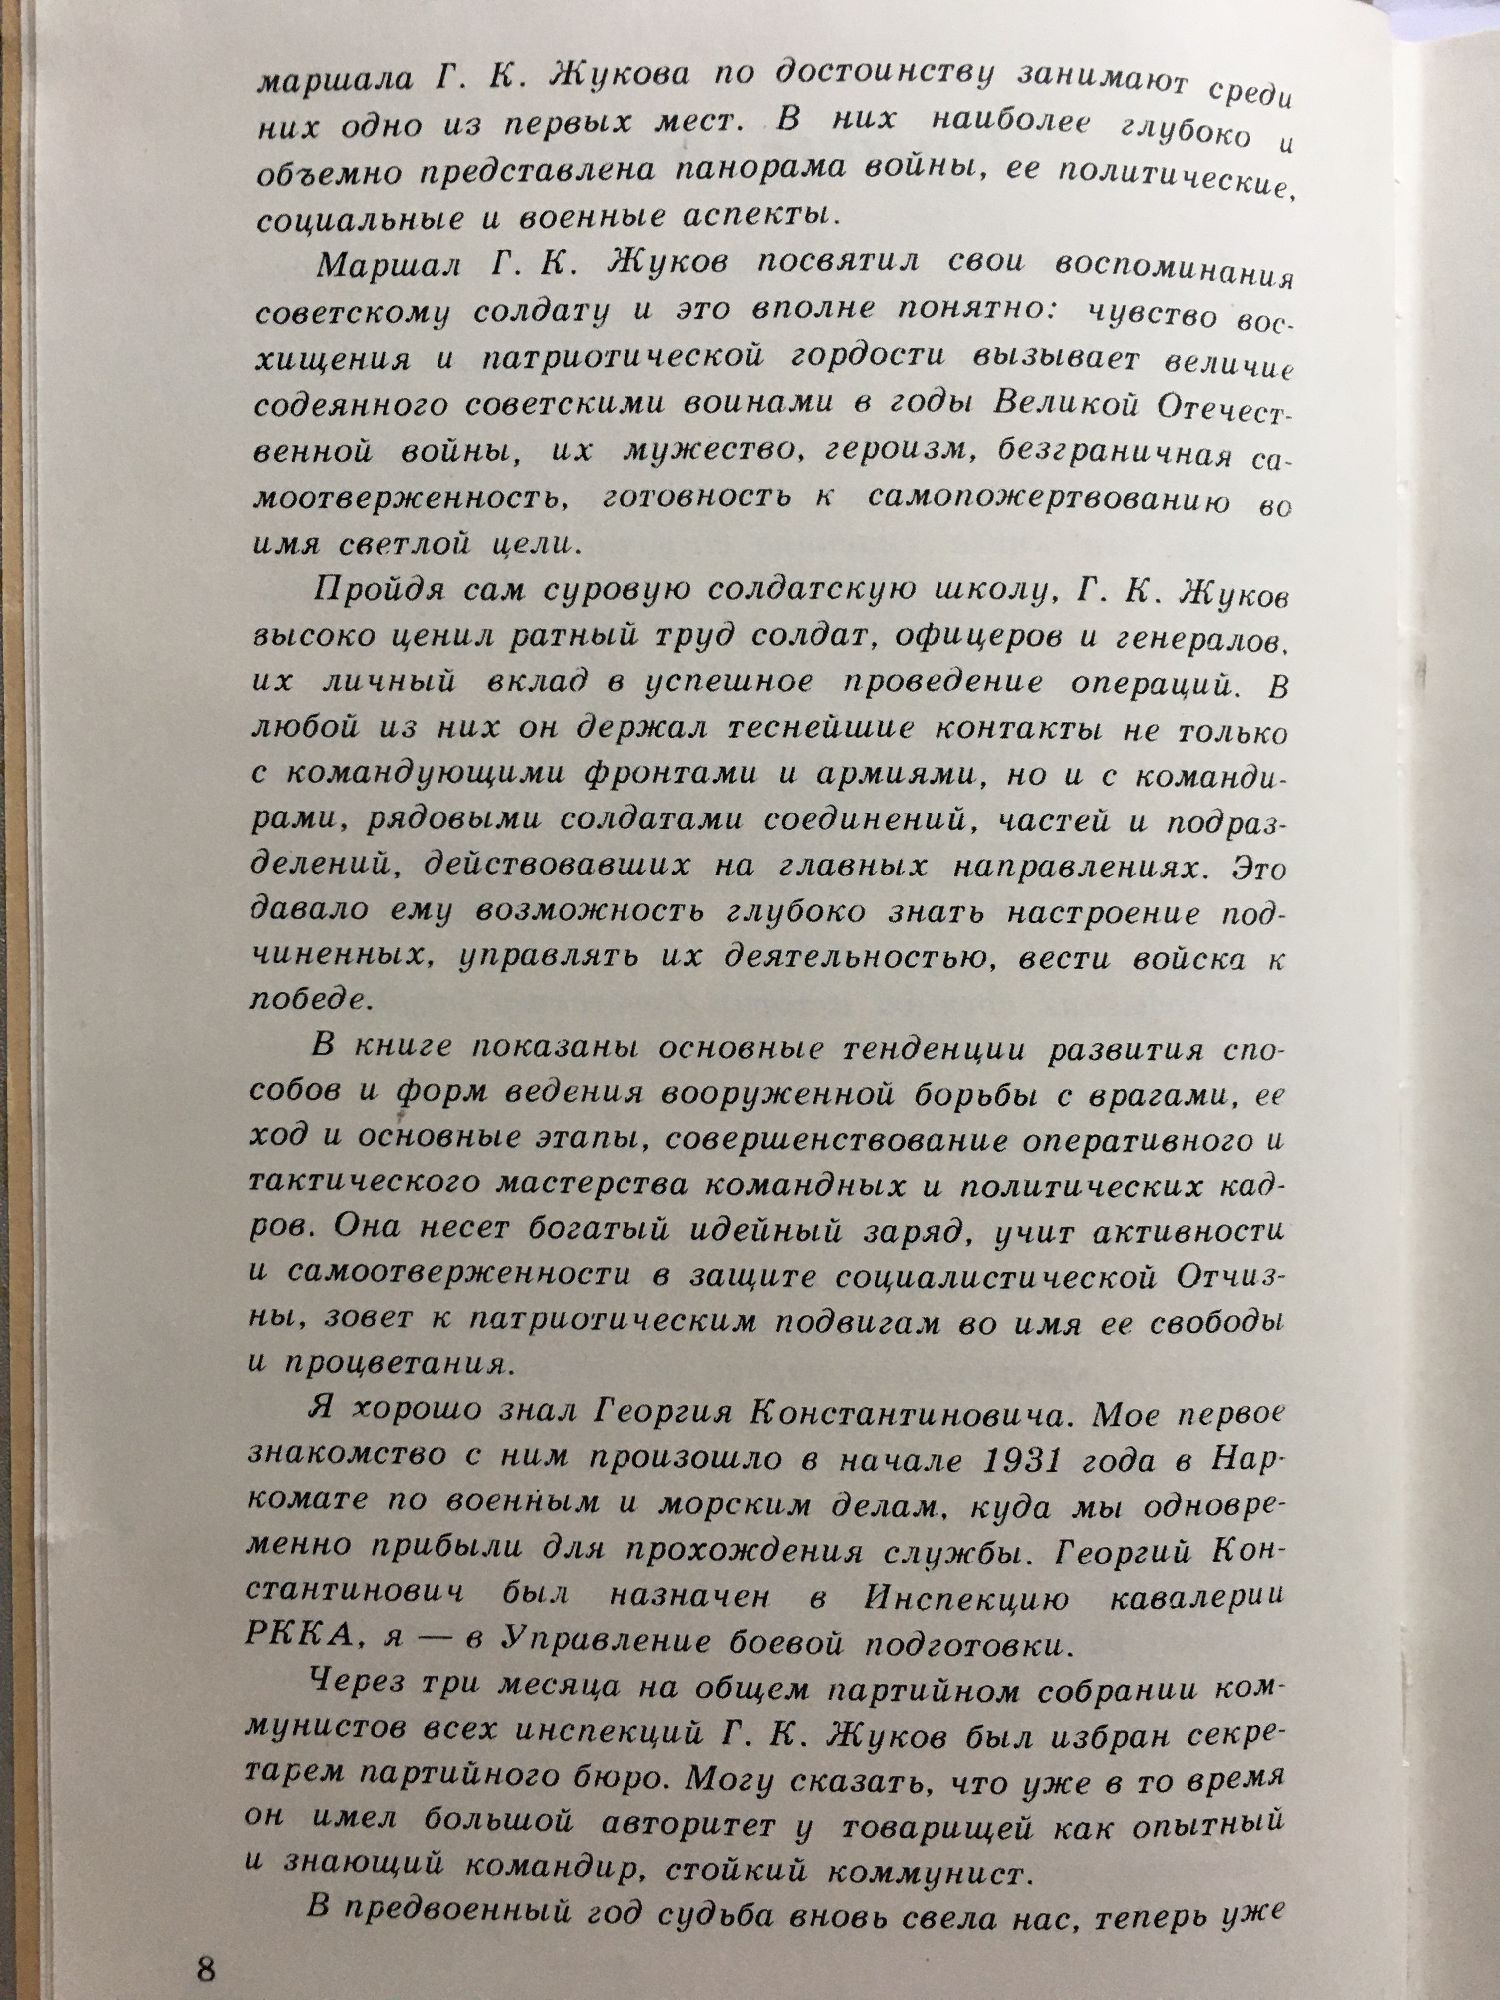 маршала Г. К. Жукова по достоинству занимают среди
них одно из первых мест. В них наиболее глубоко и
объемно представлена панорама войны, ее политические,
социальные и военные аспекты.
Маршал Г. К. Жуков посвятил свои воспоминания
советскому солдату и это вполне понятно: чувство вос-
хищения и патриотической гордости вызывает величие
содеянного советскими воинами в годы Великой Отечест-
венной войны, их мужество, героизм, безграничная са-
моотверженность, готовность к самопожертвованию во
имя светлой цели.
Пройдя сам суровую солдатскую школу, Г. К. Жуков
высоко ценил ратный труд солдат, офицеров и генералов,
их личный вклад в успешное проведение операций. В
любой из них он держал теснейшие контакты не только
с командующими фронтами и армиями, но и с команди-
рами, рядовыми солдатами соединений, частей и подраз-
делений, действовавших на главных направлениях. Это
давало ему возможность глубоко знать настроение под-
чиненных, управлять их деятельностью, вести войска к
победе.
В книге показаны основные тенденции развития спо-
собов и форм ведения вооруженной борьбы с врагами, ее
ход и основные этапы, совершенствование оперативного и
тактического мастерства командных и политических кад-
ров. Она несет богатый идейный заряд, учит активности
и самоотверженности в защите социалистической Отчиз-
ны, зовет к патриотическим подвигам во имя ее свободы
и процветания.
Я хорошо знал Георгия Константиновича. Мое первое
знакомство с ним произошло в начале 1931 года в Нар-
комате по военным и морским делам, куда мы одновре-
менно прибыли для прохождения службы. Георгий Кон-
стантинович был назначен в Инспекцию кавалерии
РККА, я — в Управление боевой подготовки.
Через три месяца на общем партийном собрании ком-
мунистов всех инспекций Г. К. Жуков был избран секре-
тарем партийного бюро. Могу сказать, что уже в то время
он имел большой авторитет у товарищей как опытный
и знающий командир, стойкий коммунист.
В предвоенный год судьба вновь свела нас, теперь уже
8